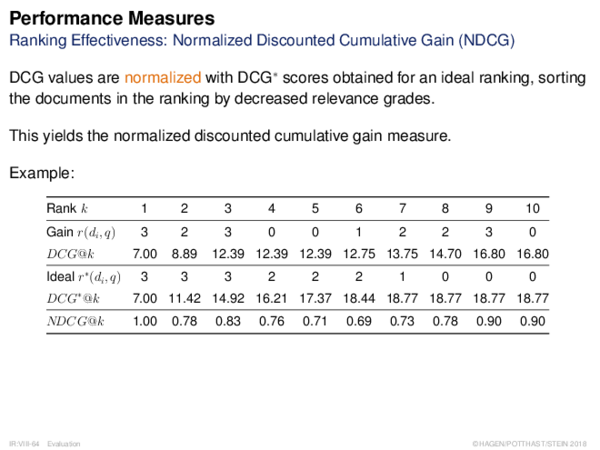 Performance Measures
Ranking Effectiveness: Normalized Discounted Cumulative Gain (NDCG)
DCG values are normalized with DCG* scores obtained for an ideal ranking, sorting
the documents in the ranking by decreased relevance grades.
This yields the normalized discounted cumulative gain measure.
Example:
Rank k 1 2 3 4 5 6 7 8 9 10
Gain r(dᵢ, q) 3 2 3 0 0 1 2 2 3 0
DCG@k 7.00 8.89 12.39 12.39 12.39 12.75 13.75 14.70 16.80 16.80
Ideal r*(dᵢ, q) 3 3 3 2 2 2 1 0 0 0
DCG*@k 7.00 11.42 14.92 16.21 17.37 18.44 18.77 18.77 18.77 18.77
NDCG@k 1.00 0.78 0.83 0.76 0.71 0.69 0.73 0.78 0.90 0.90
IR:VIII-64 Evaluation ©HAGEN/POTTHAST/STEIN 2018